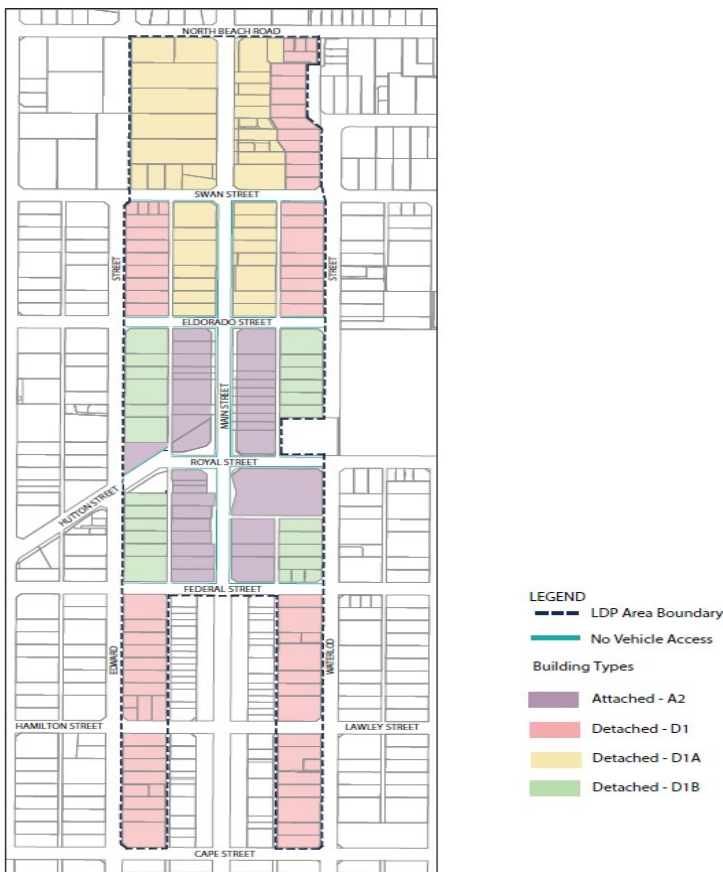 NORTH BEACH ROAD
SWAN STREET
STREET
STREET
ELDORADO STREET
MAIN STREET
ROYAL STREET
HUTTON STREET
FEDERAL STREET
EDWARD
WATERLOO
HAMILTON STREET
LAWLEY STREET
CAPE STREET
LEGEND
LDP Area Boundary
No Vehicle Access
Building Types
Attached - A2
Detached - D1
Detached - D1A
Detached - D1B